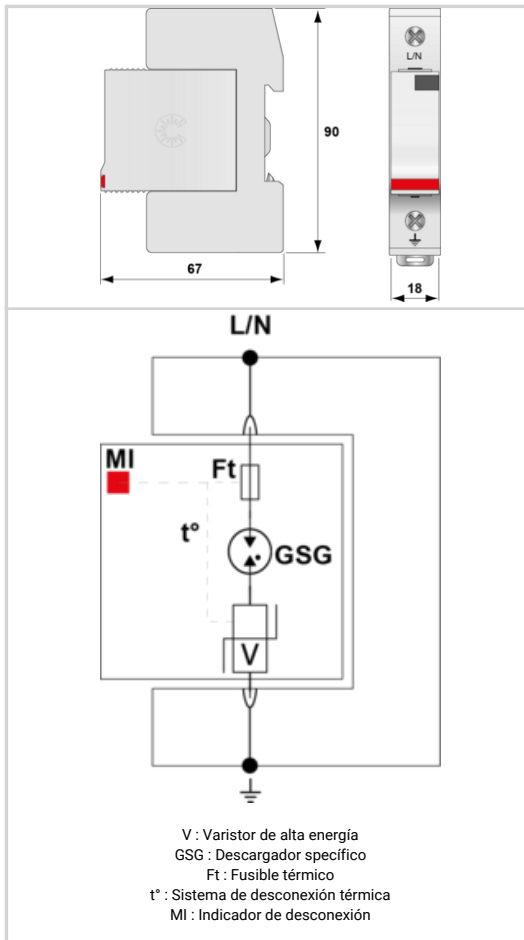 L/N
90
67
18
L/N
MI
Ft
t°
GSG
V
V : Varistor de alta energía
GSG : Descargador specífico
Ft : Fusible térmico
t° : Sistema de desconexión térmica
MI : Indicador de desconexión